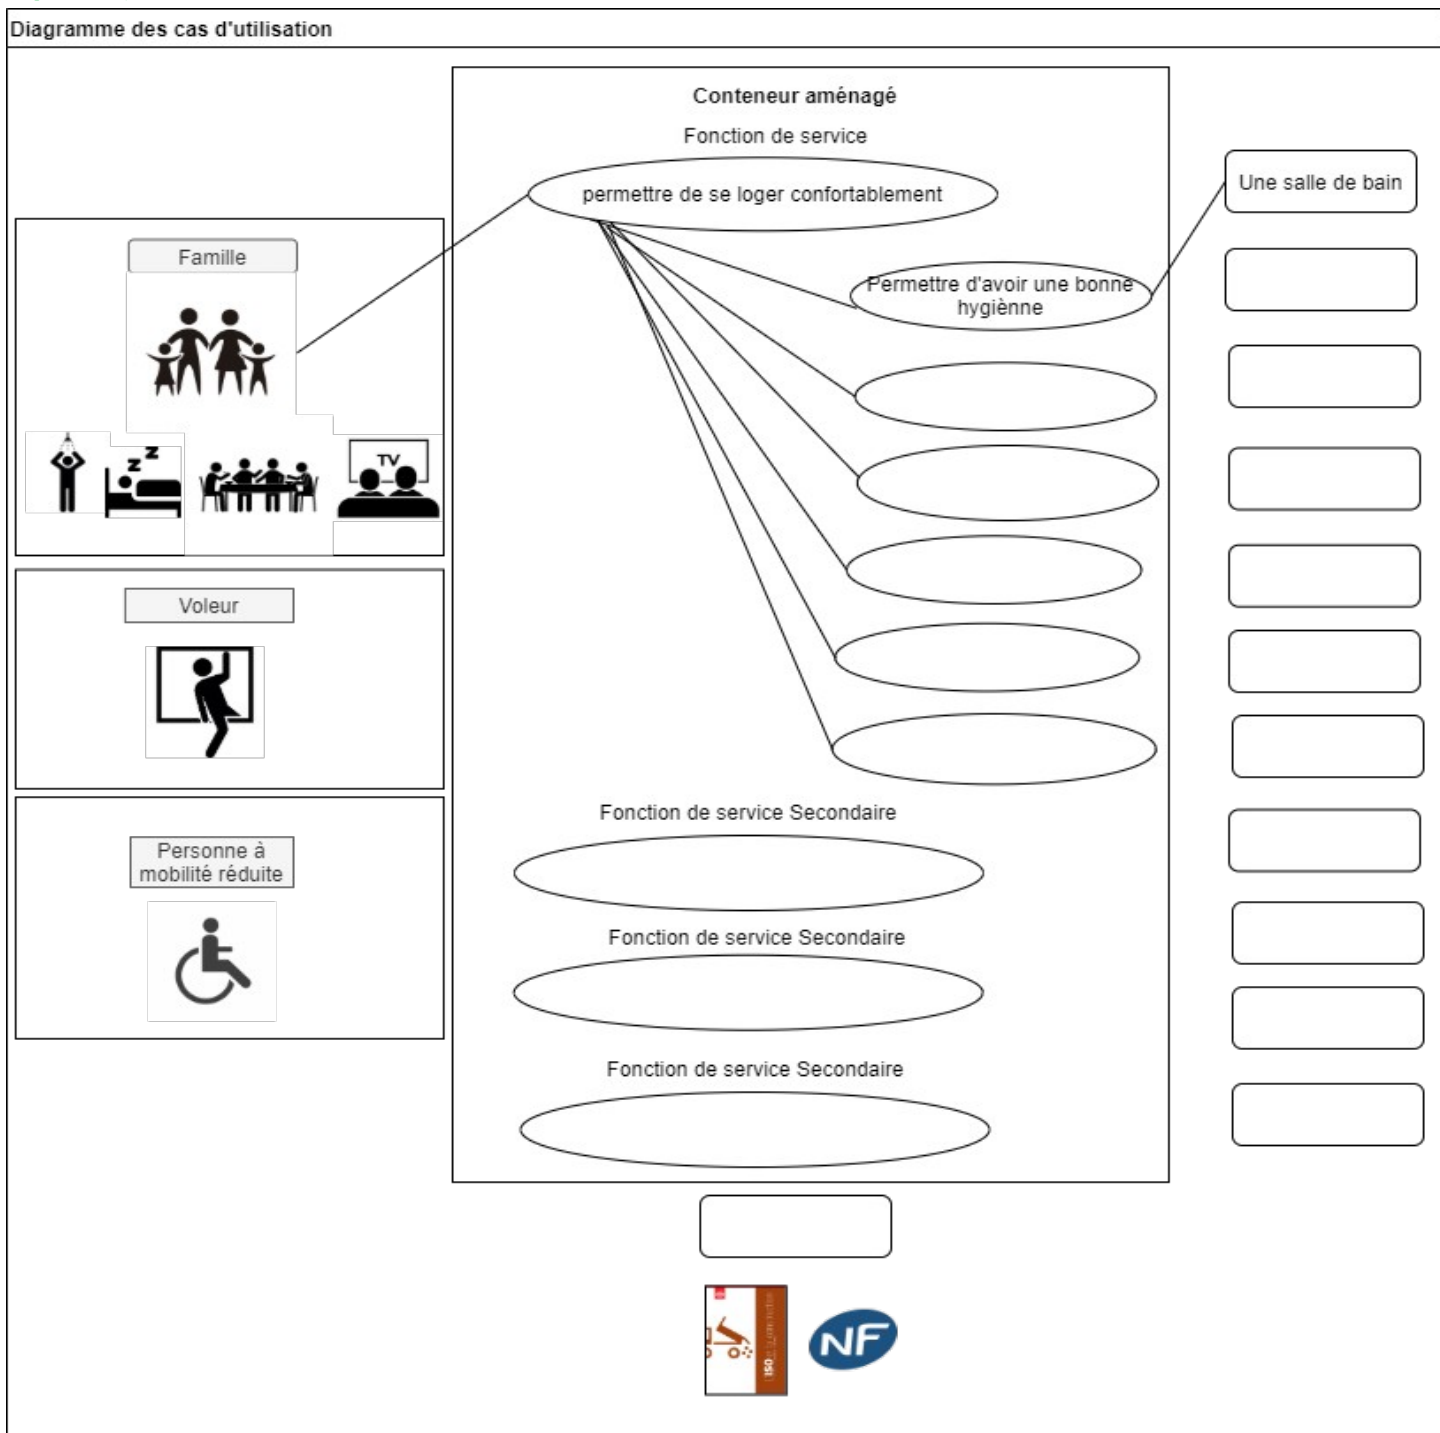 Diagramme des cas d'utilisation
Conteneur aménagé
Fonction de service
permettre de se loger confortablement
Une salle de bain
Famille
Permettre d'avoir une bonne
hygiènne
z
z
TV
Voleur
Fonction de service Secondaire
Personne à
mobilité réduite
Fonction de service Secondaire
Fonction de service Secondaire
ISO
NF